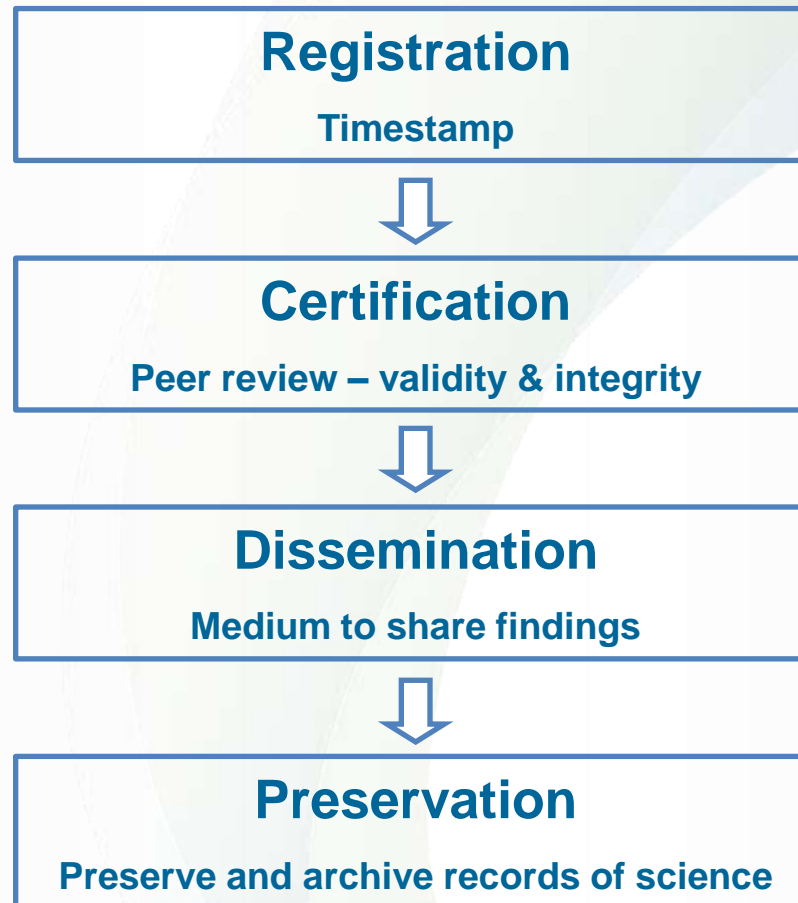 Registration
Timestamp
Certification
Peer review – validity & integrity
Dissemination
Medium to share findings
Preservation
Preserve and archive records of science